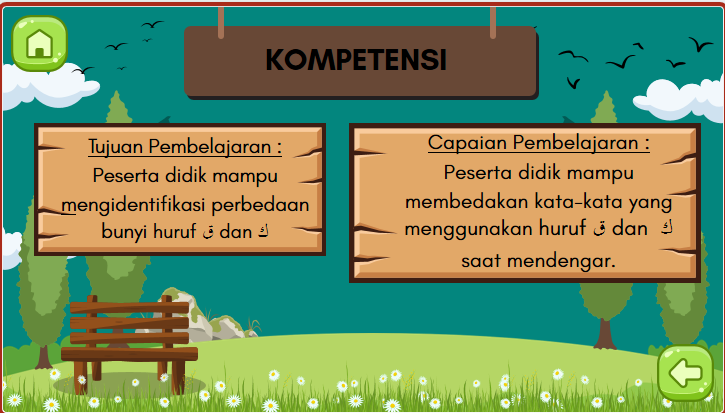 KOMPETENSI
Tujuan Pembelajaran :
Peserta didik mampu
mengidentifikasi perbedaan
bunyi huruf ق dan ك
Capaian Pembelajaran :
Peserta didik mampu
membedakan kata-kata yang
menggunakan huruf ق dan ك
saat mendengar.